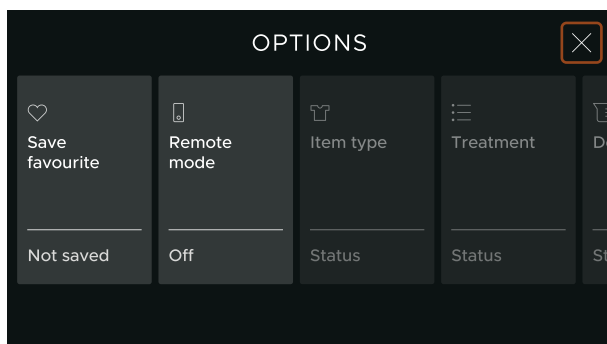 OPTIONS
Save
favourite
Not saved
Remote
mode
Off
Item type
Status
Treatment
Status